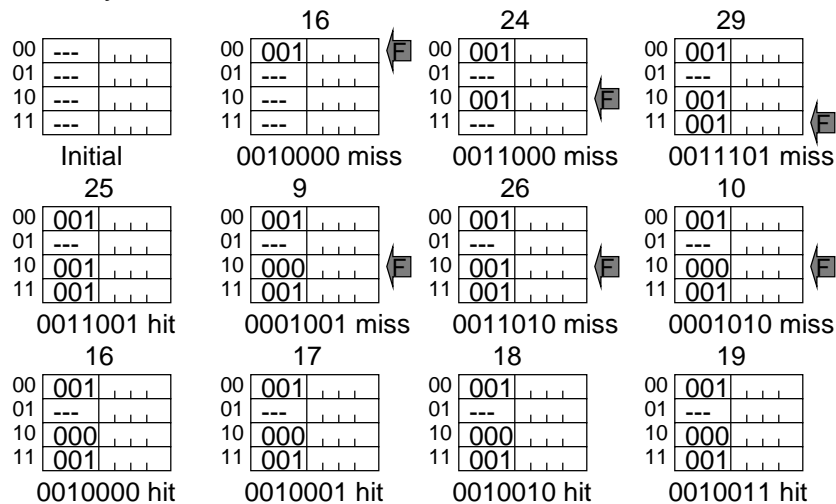 16 24 29
00 --- 00 001 F 00 001 00 001
01 --- 01 --- 01 --- 01 ---
10 --- 10 --- 10 001 F 10 001
11 --- 11 --- 11 --- 11 001 F
Initial 0010000 miss 0011000 miss 0011101 miss
25 9 26 10
00 001 00 001 00 001 00 001
01 --- 01 --- 01 --- 01 ---
10 001 10 000 F 10 001 F 10 000 F
11 001 11 001 11 001 11 001
0011001 hit 0001001 miss 0011010 miss 0001010 miss
16 17 18 19
00 001 00 001 00 001 00 001
01 --- 01 --- 01 --- 01 ---
10 000 10 000 10 000 10 000
11 001 11 001 11 001 11 001
0010000 hit 0010001 hit 0010010 hit 0010011 hit